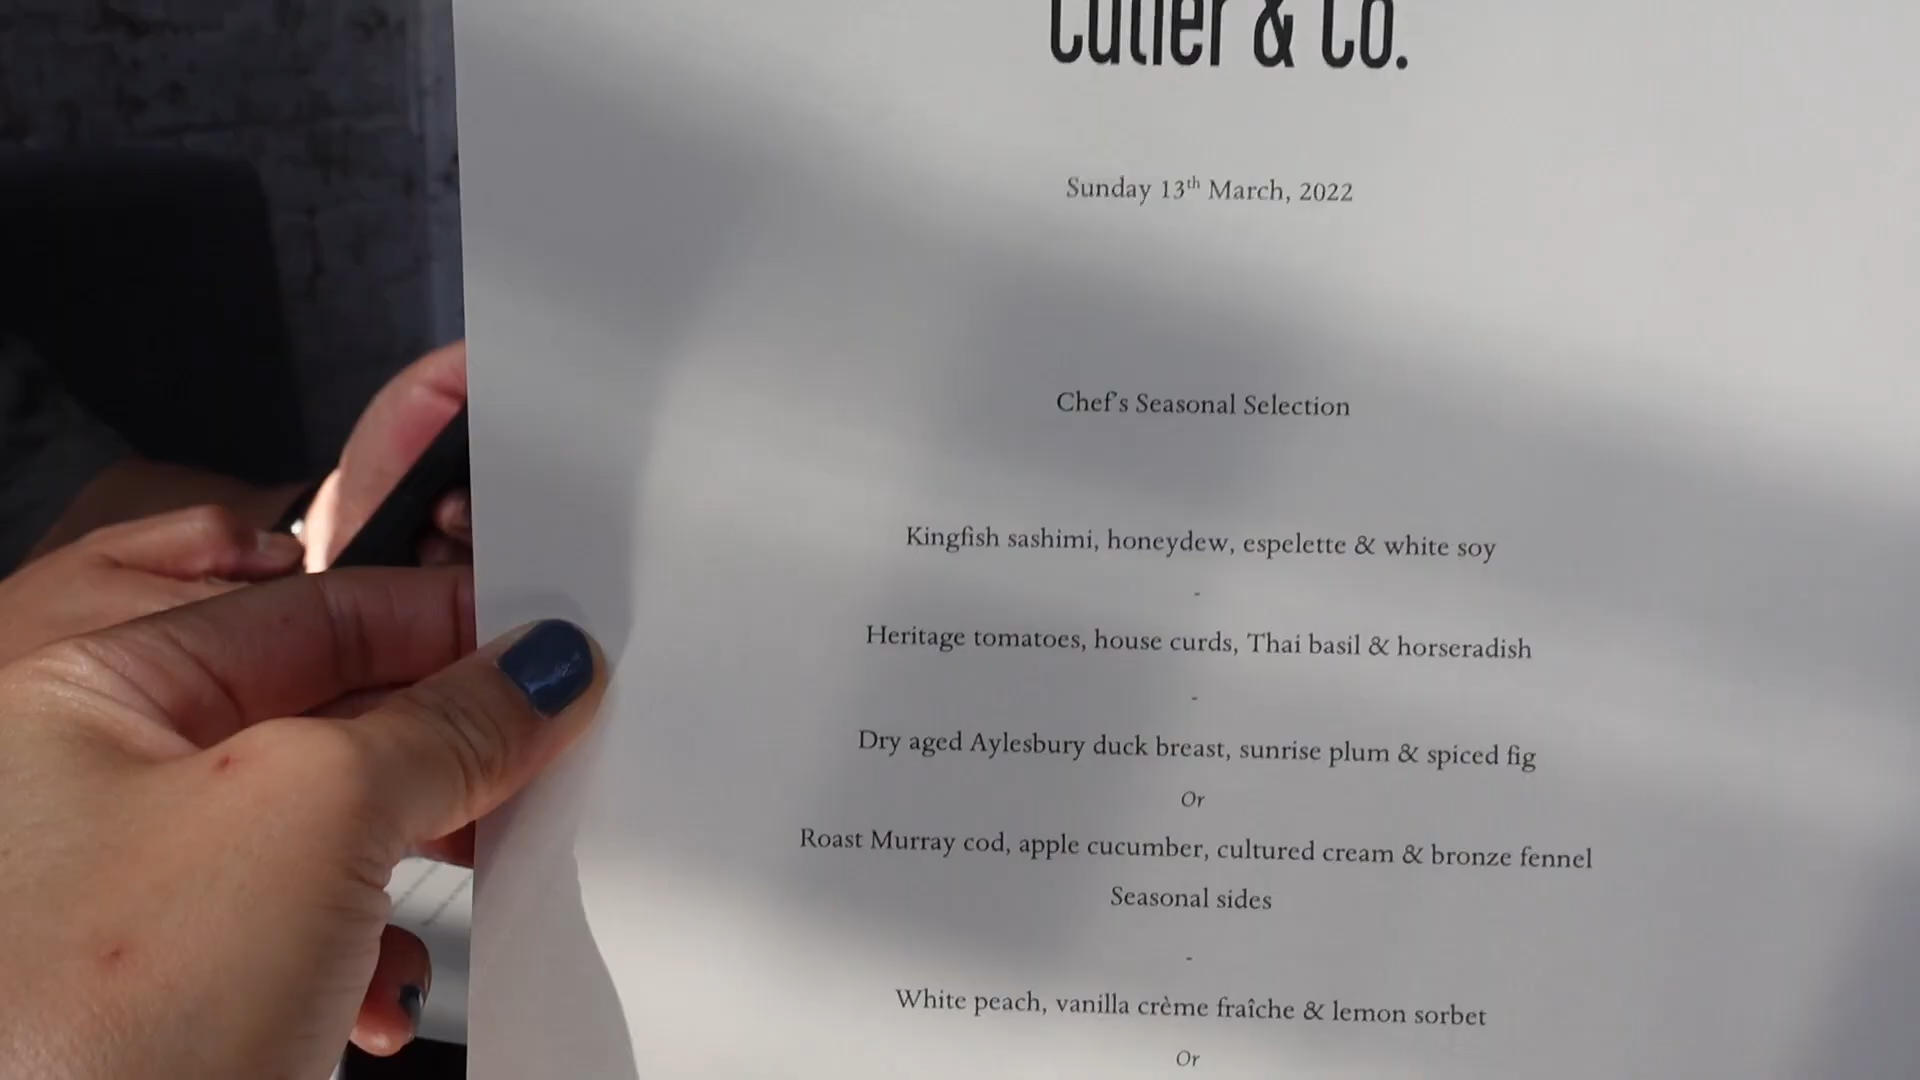 Cutler & Co.
Sunday 13th March, 2022
Chef's Seasonal Selection
Kingfish sashimi, honeydew, espelette & white soy
-
Heritage tomatoes, house curds, Thai basil & horseradish
-
Dry aged Aylesbury duck breast, sunrise plum & spiced fig
Or
Roast Murray cod, apple cucumber, cultured cream & bronze fennel
Seasonal sides
-
White peach, vanilla crème fraîche & lemon sorbet
Or